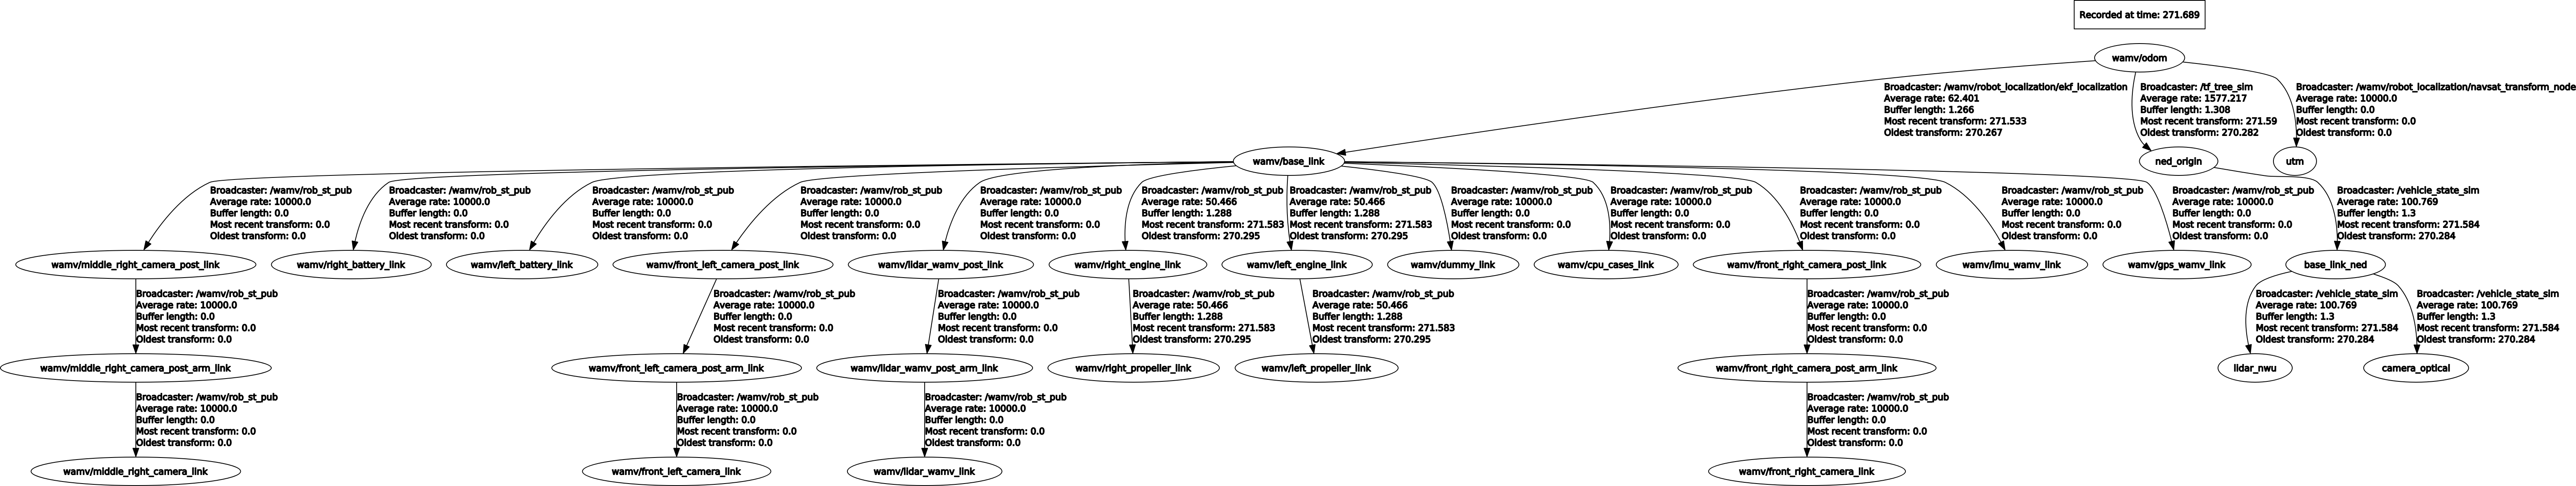 Recorded at time: 271.689
wamv/odom
Broadcaster: /wamv/robot_localization/ekf_localization
Average rate: 62.401
Buffer length: 1.266
Most recent transform: 271.533
Oldest transform: 270.267
Broadcaster: /tf_tree_sim
Average rate: 1577.217
Buffer length: 1.308
Most recent transform: 271.59
Oldest transform: 270.282
Broadcaster: /wamv/robot_localization/navsat_transform_node
Average rate: 10000.0
Buffer length: 0.0
Most recent transform: 0.0
Oldest transform: 0.0
wamv/base_link
ned_origin
utm
Broadcaster: /wamv/rob_st_pub
Average rate: 10000.0
Buffer length: 0.0
Most recent transform: 0.0
Oldest transform: 0.0
Broadcaster: /wamv/rob_st_pub
Average rate: 10000.0
Buffer length: 0.0
Most recent transform: 0.0
Oldest transform: 0.0
Broadcaster: /wamv/rob_st_pub
Average rate: 10000.0
Buffer length: 0.0
Most recent transform: 0.0
Oldest transform: 0.0
Broadcaster: /wamv/rob_st_pub
Average rate: 10000.0
Buffer length: 0.0
Most recent transform: 0.0
Oldest transform: 0.0
Broadcaster: /wamv/rob_st_pub
Average rate: 10000.0
Buffer length: 0.0
Most recent transform: 0.0
Oldest transform: 0.0
Broadcaster: /wamv/rob_st_pub
Average rate: 50.466
Buffer length: 1.288
Most recent transform: 271.583
Oldest transform: 270.295
Broadcaster: /wamv/rob_st_pub
Average rate: 50.466
Buffer length: 1.288
Most recent transform: 271.583
Oldest transform: 270.295
Broadcaster: /wamv/rob_st_pub
Average rate: 10000.0
Buffer length: 0.0
Most recent transform: 0.0
Oldest transform: 0.0
Broadcaster: /wamv/rob_st_pub
Average rate: 10000.0
Buffer length: 0.0
Most recent transform: 0.0
Oldest transform: 0.0
Broadcaster: /wamv/rob_st_pub
Average rate: 10000.0
Buffer length: 0.0
Most recent transform: 0.0
Oldest transform: 0.0
Broadcaster: /wamv/rob_st_pub
Average rate: 10000.0
Buffer length: 0.0
Most recent transform: 0.0
Oldest transform: 0.0
Broadcaster: /wamv/rob_st_pub
Average rate: 10000.0
Buffer length: 0.0
Most recent transform: 0.0
Oldest transform: 0.0
Broadcaster: /vehicle_state_sim
Average rate: 100.769
Buffer length: 1.3
Most recent transform: 271.584
Oldest transform: 270.284
wamv/middle_right_camera_post_link
wamv/right_battery_link
wamv/left_battery_link
wamv/front_left_camera_post_link
wamv/lidar_wamv_post_link
wamv/right_engine_link
wamv/left_engine_link
wamv/dummy_link
wamv/cpu_cases_link
wamv/front_right_camera_post_link
wamv/imu_wamv_link
wamv/gps_wamv_link
base_link_ned
Broadcaster: /wamv/rob_st_pub
Average rate: 10000.0
Buffer length: 0.0
Most recent transform: 0.0
Oldest transform: 0.0
Broadcaster: /wamv/rob_st_pub
Average rate: 10000.0
Buffer length: 0.0
Most recent transform: 0.0
Oldest transform: 0.0
Broadcaster: /wamv/rob_st_pub
Average rate: 10000.0
Buffer length: 0.0
Most recent transform: 0.0
Oldest transform: 0.0
Broadcaster: /wamv/rob_st_pub
Average rate: 50.466
Buffer length: 1.288
Most recent transform: 271.583
Oldest transform: 270.295
Broadcaster: /wamv/rob_st_pub
Average rate: 50.466
Buffer length: 1.288
Most recent transform: 271.583
Oldest transform: 270.295
Broadcaster: /wamv/rob_st_pub
Average rate: 10000.0
Buffer length: 0.0
Most recent transform: 0.0
Oldest transform: 0.0
Broadcaster: /vehicle_state_sim
Average rate: 100.769
Buffer length: 1.3
Most recent transform: 271.584
Oldest transform: 270.284
Broadcaster: /vehicle_state_sim
Average rate: 100.769
Buffer length: 1.3
Most recent transform: 271.584
Oldest transform: 270.284
wamv/middle_right_camera_post_arm_link
wamv/front_left_camera_post_arm_link
wamv/lidar_wamv_post_arm_link
wamv/right_propeller_link
wamv/left_propeller_link
wamv/front_right_camera_post_arm_link
lidar_nwu
camera_optical
Broadcaster: /wamv/rob_st_pub
Average rate: 10000.0
Buffer length: 0.0
Most recent transform: 0.0
Oldest transform: 0.0
Broadcaster: /wamv/rob_st_pub
Average rate: 10000.0
Buffer length: 0.0
Most recent transform: 0.0
Oldest transform: 0.0
Broadcaster: /wamv/rob_st_pub
Average rate: 10000.0
Buffer length: 0.0
Most recent transform: 0.0
Oldest transform: 0.0
Broadcaster: /wamv/rob_st_pub
Average rate: 10000.0
Buffer length: 0.0
Most recent transform: 0.0
Oldest transform: 0.0
wamv/middle_right_camera_link
wamv/front_left_camera_link
wamv/lidar_wamv_link
wamv/front_right_camera_link